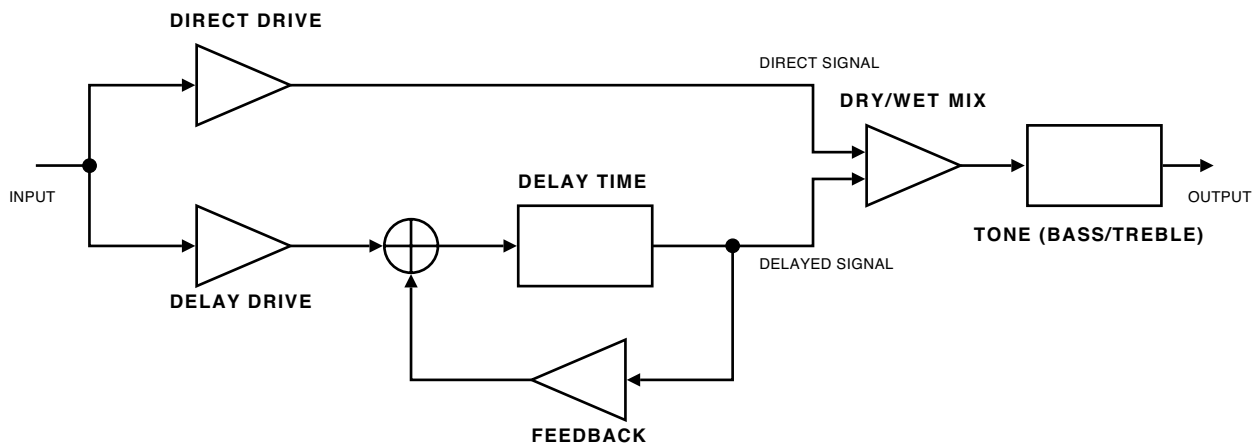 DIRECT DRIVE
DIRECT SIGNAL
DRY/WET MIX
INPUT
DELAY TIME
OUTPUT
TONE (BASS/TREBLE)
DELAYED SIGNAL
DELAY DRIVE
FEEDBACK